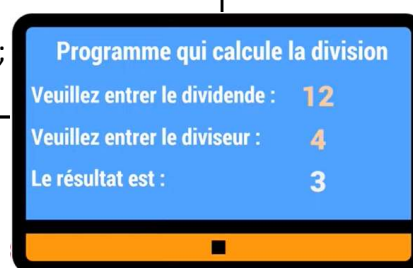 ;
Programme qui calcule la division
Veuillez entrer le dividende : 12
Veuillez entrer le diviseur : 4
Le résultat est : 3